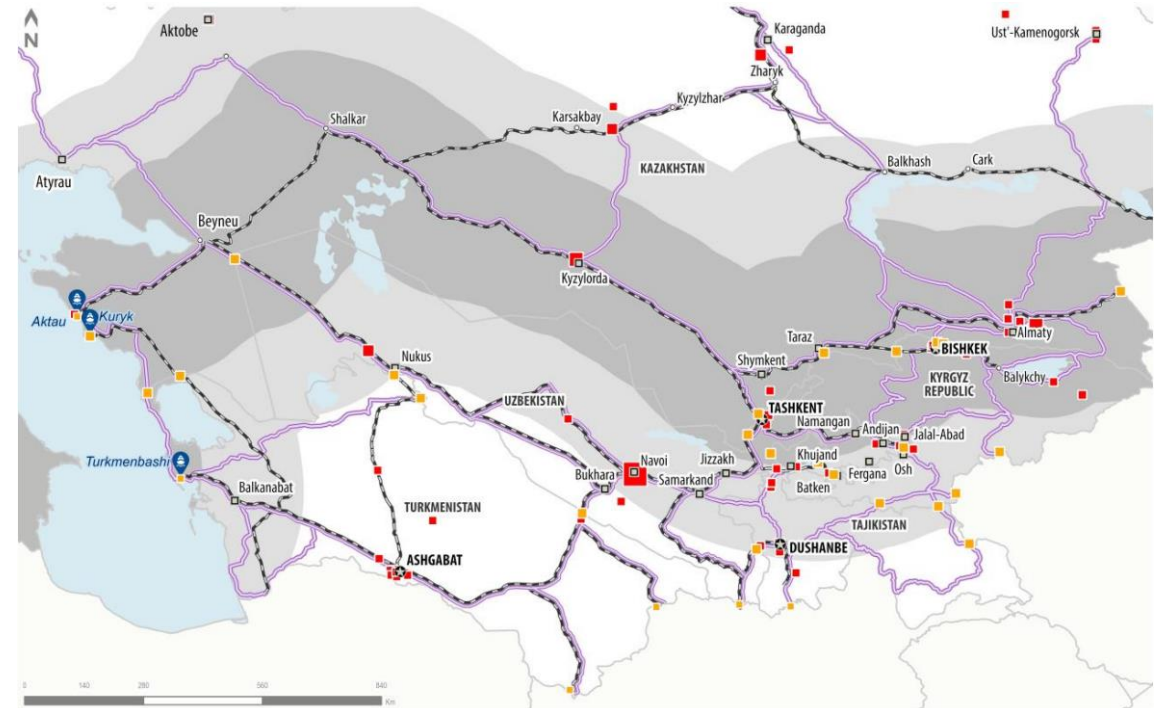 N
Aktobe
Karaganda
Ust'-Kamenogorsk
Zharyk
Kyzylzhar
Karsakbay
Shalkar
Cark
Balkhash
KAZAKHSTAN
Atyrau
Beyneu
Kyzylorda
Aktau
Kuryk
Almaty
Taraz
BISHKEK
Nukus
Shymkent
KYRGYZ
REPUBLIC
Balykchy
UZBEKISTAN
TASHKENT
Namangan
Andijan
Jalal-Abad
Turkmenbashi
Navoi
Jizzakh
Khujand
Fergana
Osh
Bukhara
Samarkand
Batken
Balkanabat
TURKMENISTAN
TAJIKISTAN
ASHGABAT
DUSHANBE
0 140 280 560 840
Km